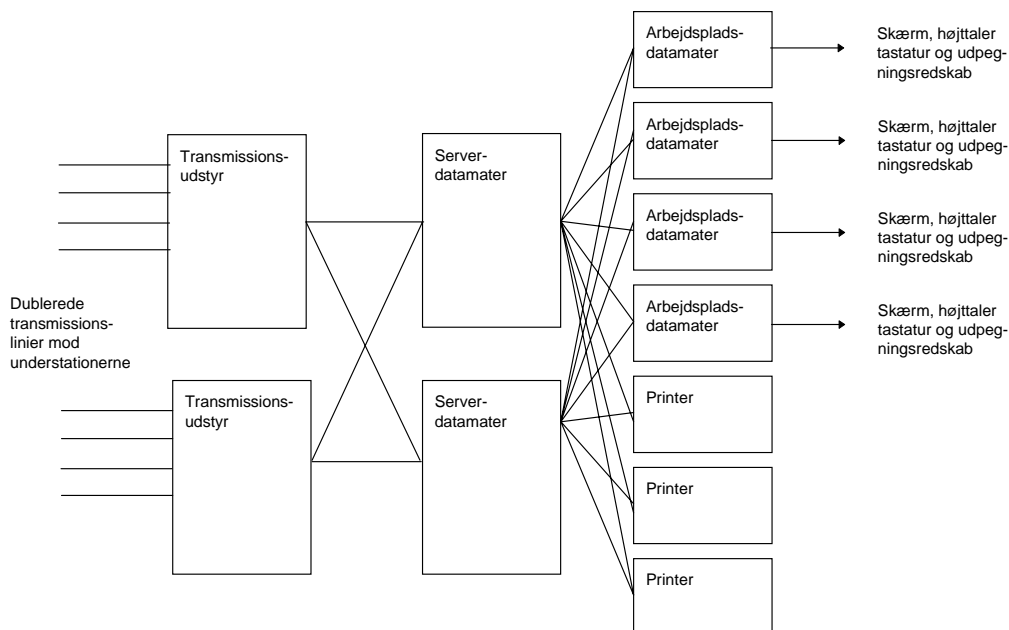 Dublerede
transmissions-
linier mod
understationerne
Transmissions-
udstyr
Transmissions-
udstyr
Server-
datamater
Server-
datamater
Arbejdsplads-
datamater
Arbejdsplads-
datamater
Arbejdsplads-
datamater
Arbejdsplads-
datamater
Printer
Printer
Printer
Skærm, højttaler
tastatur og udpeg-
ningsredskab
Skærm, højttaler
tastatur og udpeg-
ningsredskab
Skærm, højttaler
tastatur og udpeg-
ningsredskab
Skærm, højttaler
tastatur og udpeg-
ningsredskab